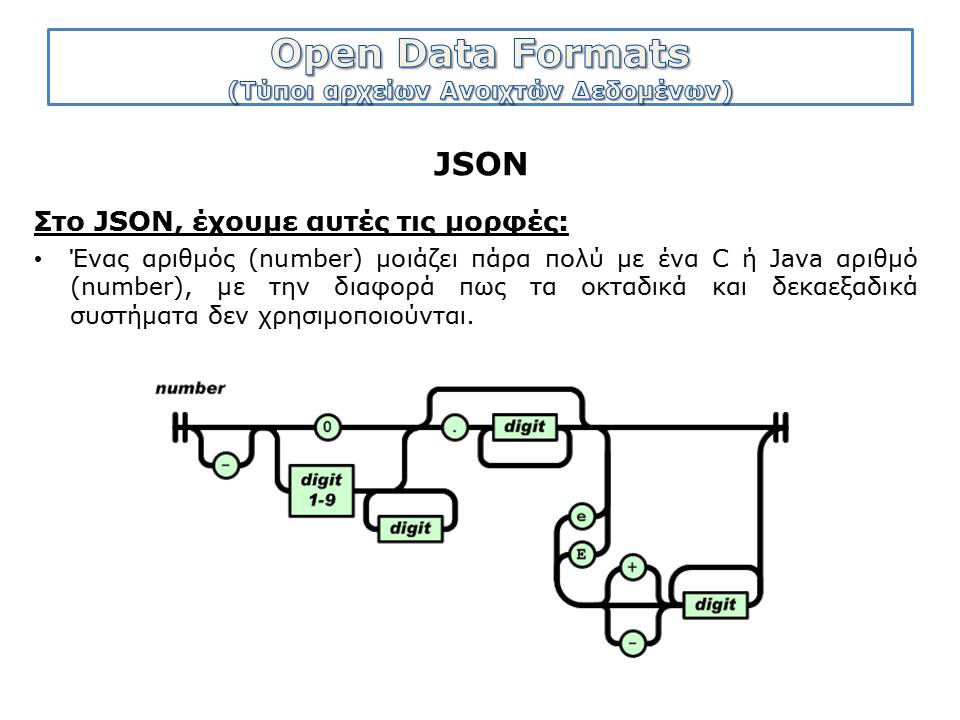 Open Data Formats
(Τύποι αρχείων Ανοιχτών Δεδομένων)
JSON
Στο JSON, έχουμε αυτές τις μορφές:
• Ένας αριθμός (number) μοιάζει πάρα πολύ με ένα C ή Java αριθμό
(number), με την διαφορά πως τα οκταδικά και δεκαεξαδικά
συστήματα δεν χρησιμοποιούνται.
number
0
.
digit
-
digit
1-9
digit
e
E
+
digit
-